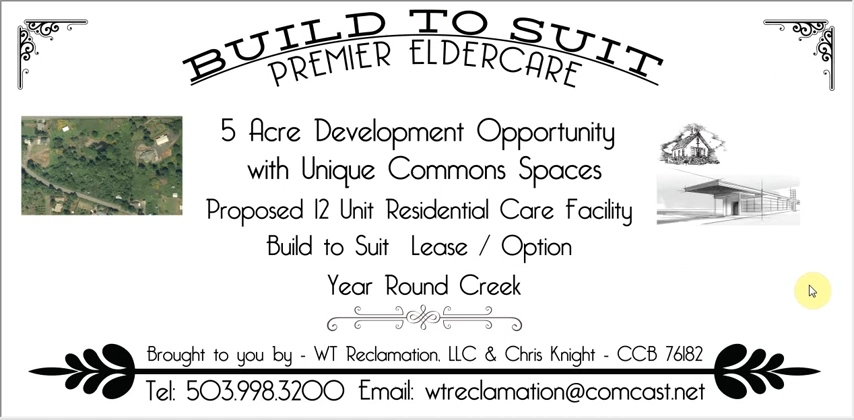 BUILD TO SUIT
PREMIER ELDERCARE
5 Acre Development Opportunity
with Unique Commons Spaces
Proposed 12 Unit Residential Care Facility
Build to Suit Lease / Option
Year Round Creek
Brought to you by - WT Reclamation. LLC & Chris Knight - CCB 76182
Tel: 503.998.3200 Email: wtreclamation@comcast.net